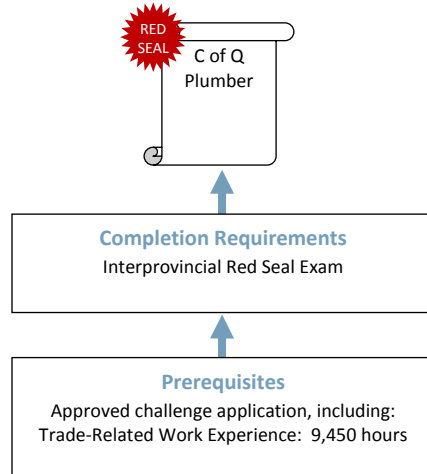 RED
SEAL
C of Q
Plumber
Completion Requirements
Interprovincial Red Seal Exam
Prerequisites
Approved challenge application, including:
Trade-Related Work Experience: 9,450 hours